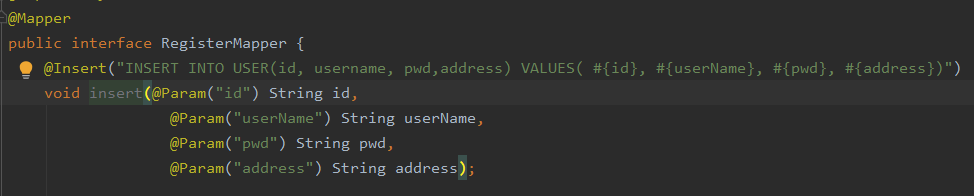 @Mapper
public interface RegisterMapper {
@Insert("INSERT INTO USER(id, username, pwd,address) VALUES( #{id}, #{userName}, #{pwd}, #{address})")
void insert(@Param("id") String id,
@Param("userName") String userName,
@Param("pwd") String pwd,
@Param("address") String address);